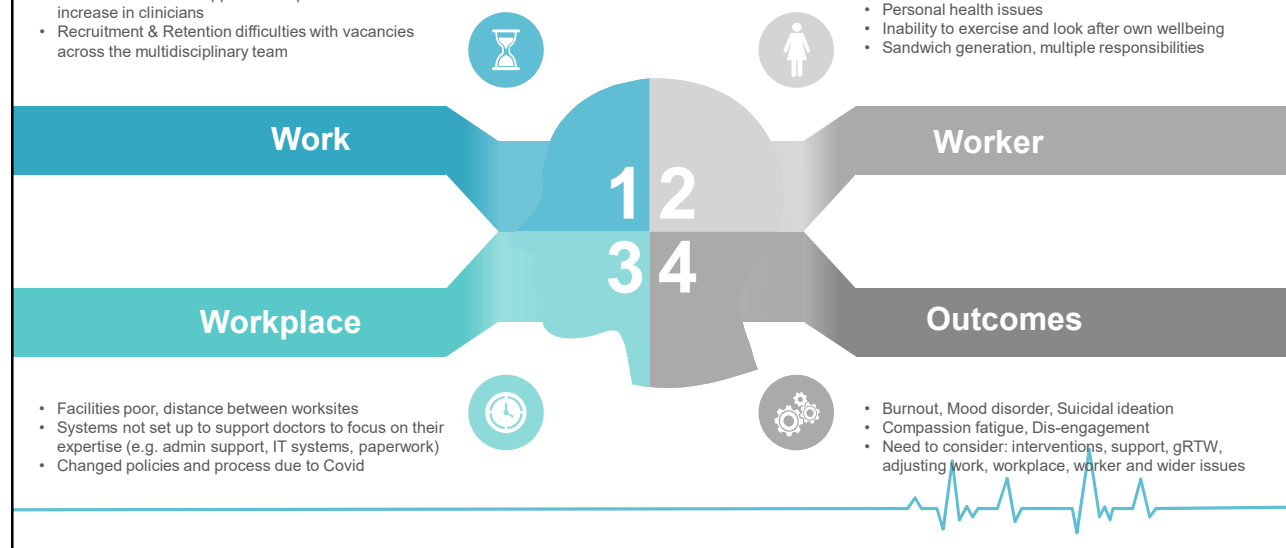 increase in clinicians
• Recruitment & Retention difficulties with vacancies
across the multidisciplinary team
• Personal health issues
• Inability to exercise and look after own wellbeing
• Sandwich generation, multiple responsibilities
Work
Worker
1 2
3 4
Workplace
Outcomes
• Facilities poor, distance between worksites
• Systems not set up to support doctors to focus on their
expertise (e.g. admin support, IT systems, paperwork)
• Changed policies and process due to Covid
• Burnout, Mood disorder, Suicidal ideation
• Compassion fatigue, Dis-engagement
• Need to consider: interventions, support, gRTW,
adjusting work, workplace, worker and wider issues